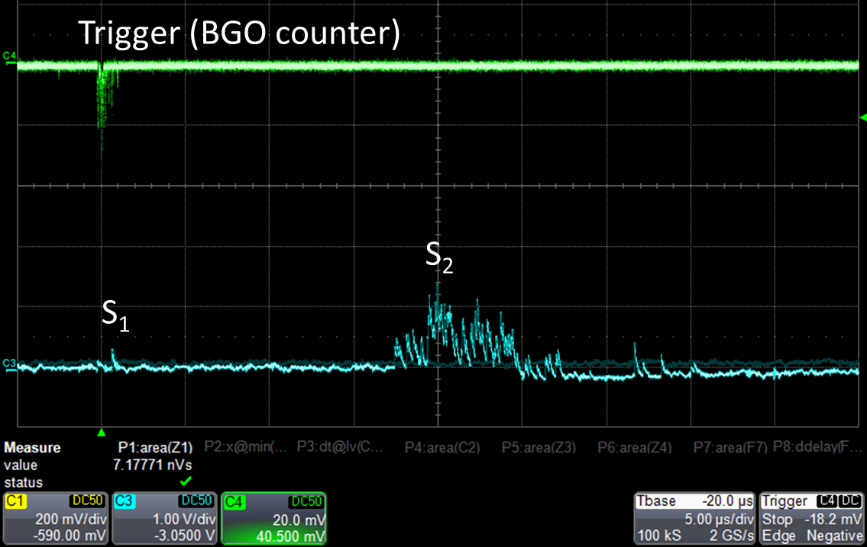 Trigger (BGO counter)
C4
S2
S1
C3
Measure P1:area(Z1) P2:x@min(... P3:dt@lv(C... P4:area(C2) P5:area(Z3) P6:area(Z4) P7:area(F7) P8:ddelay(F...
value 7.17771 nVs
status
C1 DC50 C3 DC50 C4 DC50 Tbase -20.0 µs Trigger C4 DC
200 mV/div 1.00 V/div 20.0 mV 5.00 µs/div Stop -18.2 mV
-590.00 mV -3.0500 V 40.500 mV 100 kS 2 GS/s Edge Negative